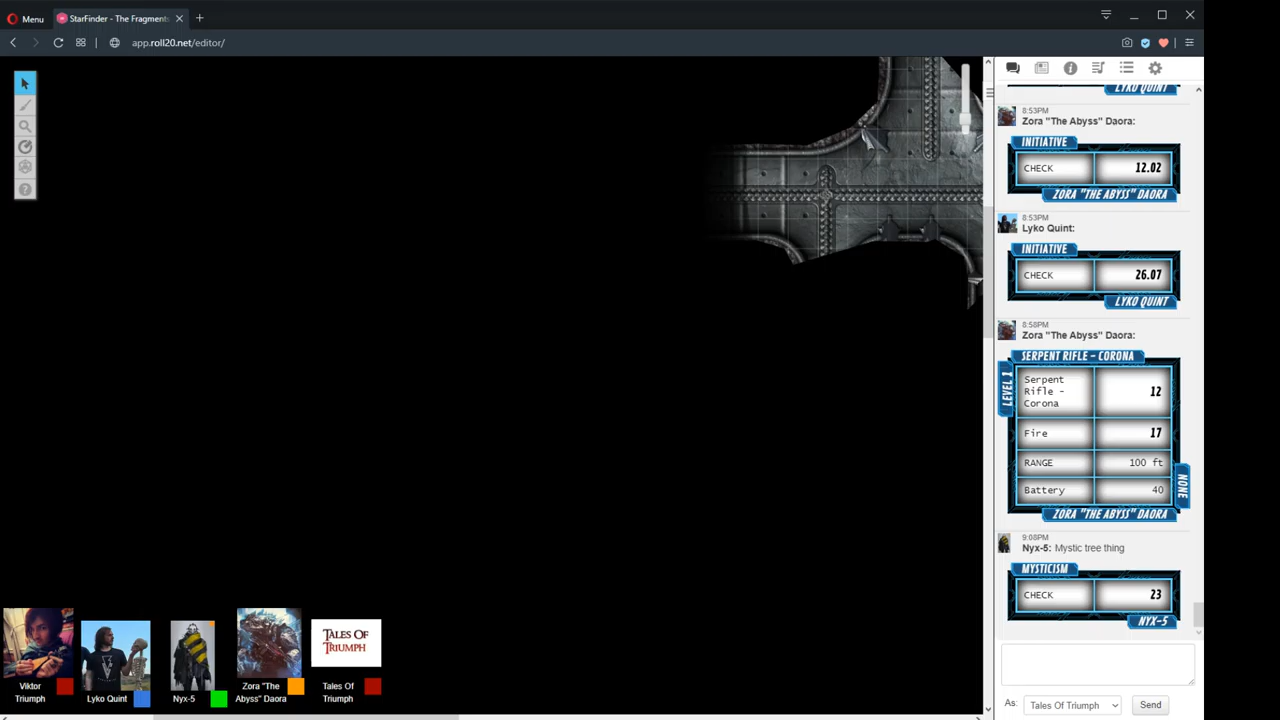 Menu
StarFinder - The Fragments
app.roll20.net/editor/
LYKO QUINT
8:53PM
Zora "The Abyss" Daora:
INITIATIVE
CHECK 12.02
ZORA "THE ABYSS" DAORA
8:53PM
Lyko Quint:
INITIATIVE
CHECK 26.07
LYKO QUINT
8:58PM
Zora "The Abyss" Daora:
SERPENT RIFLE - CORONA
LEVEL 1
Serpent
Rifle - 12
Corona
Fire 17
RANGE 100 ft
Battery 40
NONE
ZORA "THE ABYSS" DAORA
9:08PM
Nyx-5: Mystic tree thing
MYSTICISM
CHECK 23
NYX-5
TALES OF
TRIUMPH
Viktor
Triumph
Lyko Quint
Nyx-5
Zora "The
Abyss" Daora
Tales Of
Triumph
As: Tales Of Triumph Send